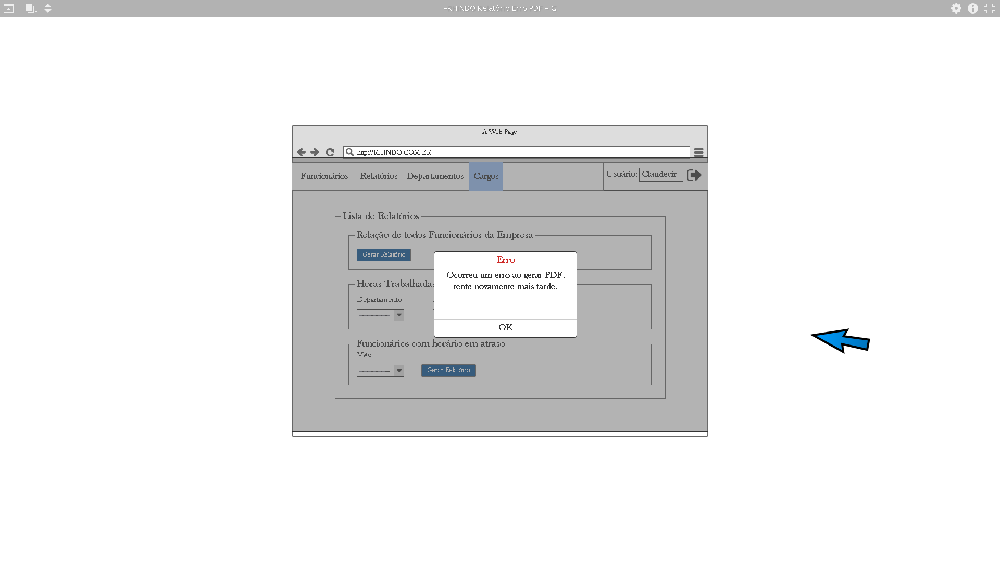 -RHINDO Relatório Erro PDF - G
A Web Page
http://RHINDO.COM.BR
Funcionários Relatórios Departamentos Cargos Usuário: Claudecir
Lista de Relatórios
Relação de todos Funcionários da Empresa
Gerar Relatório
Erro
Ocorreu um erro ao gerar PDF,
tente novamente mais tarde.
OK
Horas Trabalhadas
Departamento:
Funcionários com horário em atraso
Mês:
Gerar Relatório